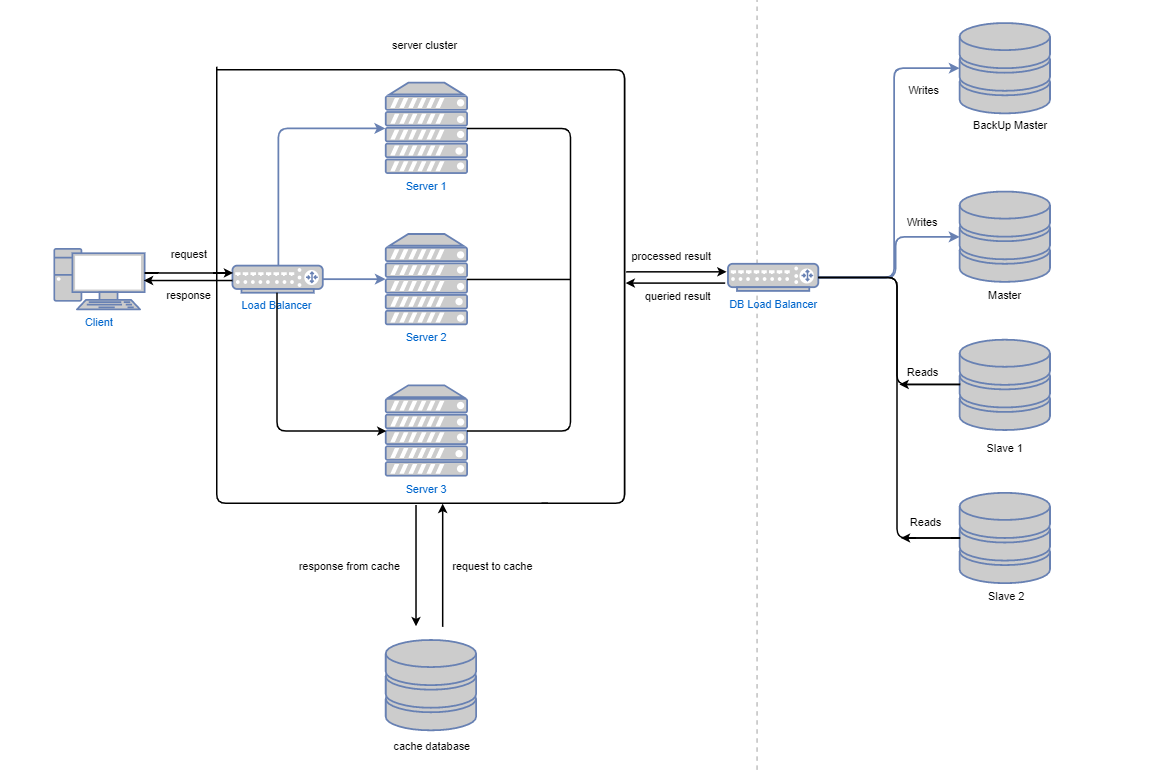 server cluster
Server 1
Server 2
Server 3
request
response
Client
Load Balancer
processed result
queried result
DB Load Balancer
Writes
BackUp Master
Writes
Master
Reads
Slave 1
Reads
Slave 2
response from cache
request to cache
cache database